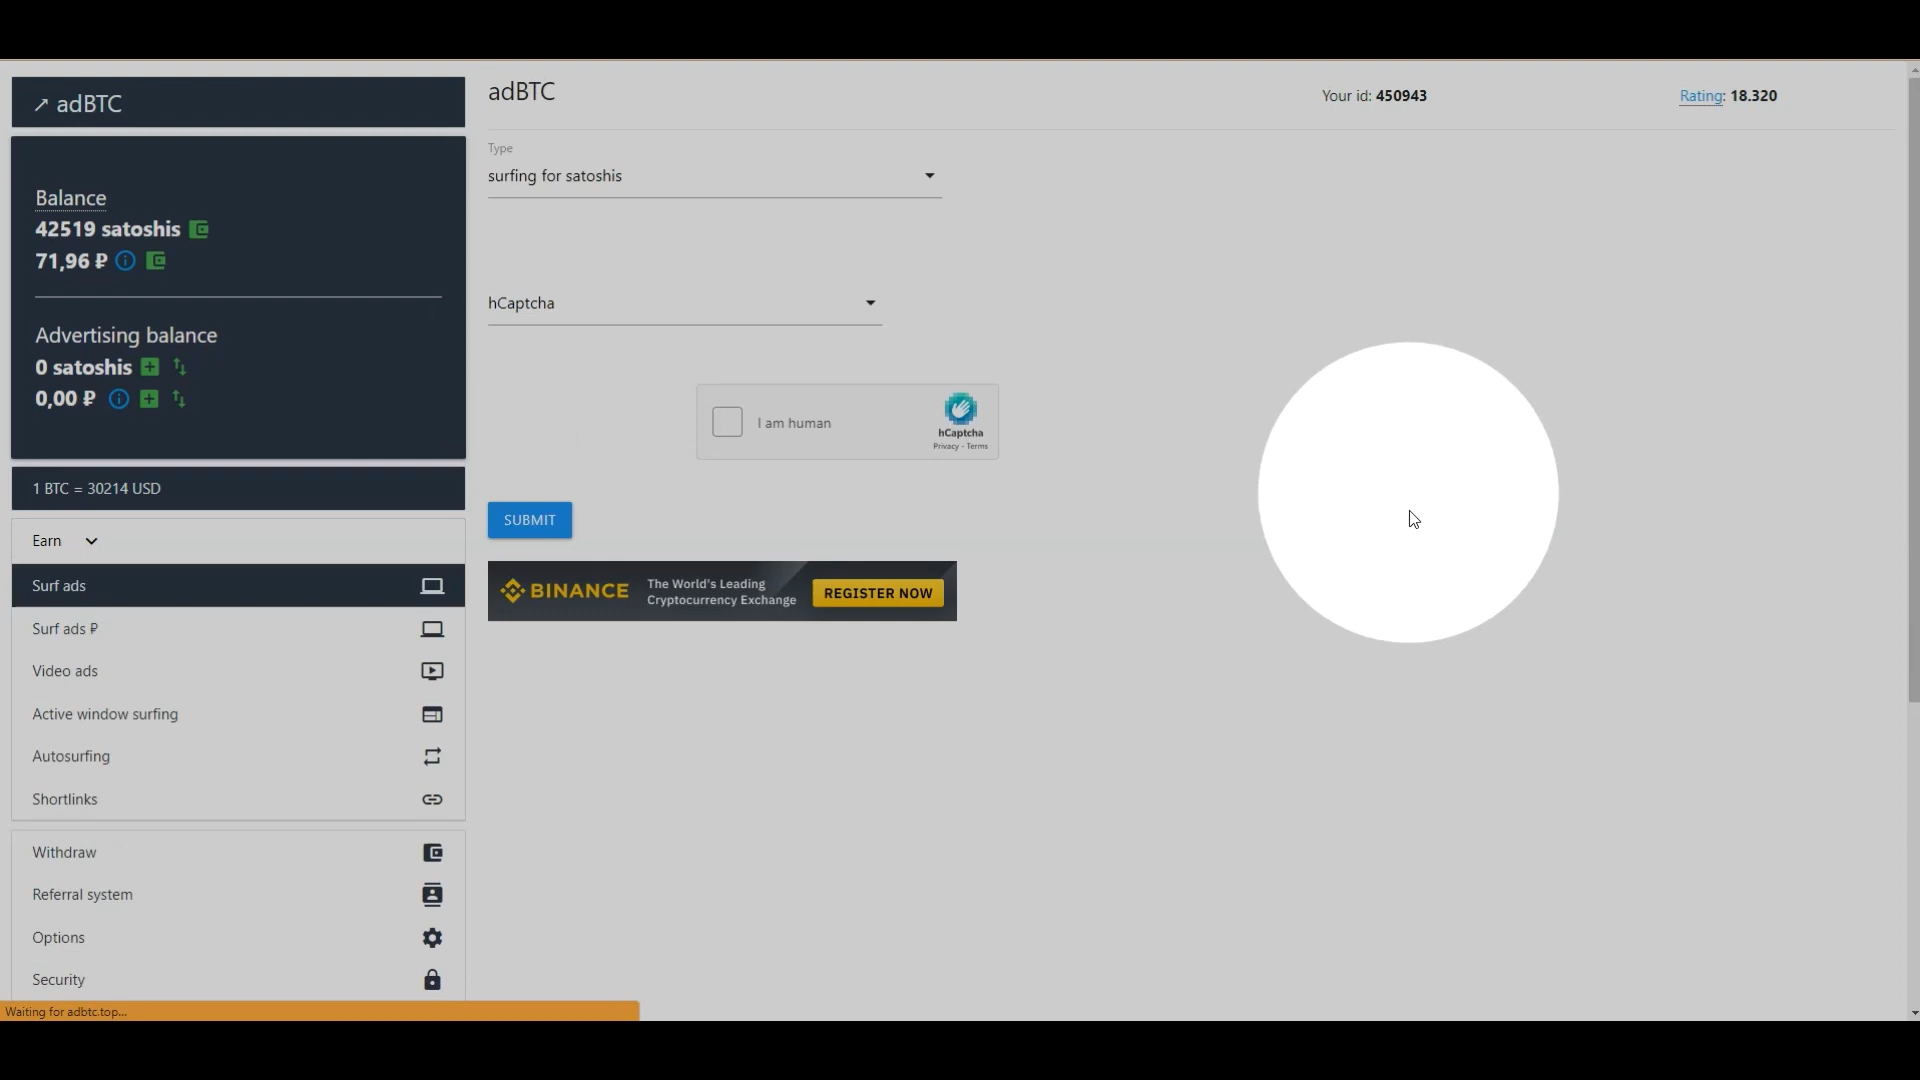 adBTC
Balance
42519 satoshis
71,96 ₽
Advertising balance
0 satoshis
0,00 ₽
1 BTC = 30214 USD
Earn
Surf ads
Surf ads ₽
Video ads
Active window surfing
Autosurfing
Shortlinks
Withdraw
Referral system
Options
Security
Waiting for adbtc.top...
adBTC
Your id: 450943
Rating: 18.320
Type
surfing for satoshis
hCaptcha
I am human
hCaptcha
Privacy - Terms
SUBMIT
BINANCE
The World's Leading
Cryptocurrency Exchange
REGISTER NOW